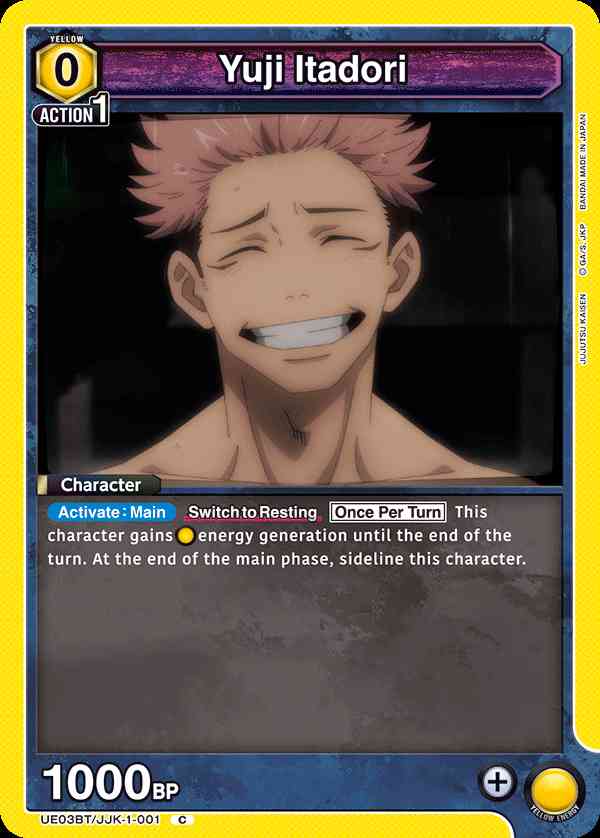 YELLOW
0
Yuji Itadori
ACTION 1
JUJUTSU KAISEN © GA/S, JKP BANDAI MADE IN JAPAN
Character
Activate: Main Switch to Resting Once Per Turn This
character gains energy generation until the end of the
turn. At the end of the main phase, sideline this character.
1000 BP
+
YELLOW ENERGY
UE03BT/JJK-1-001 C